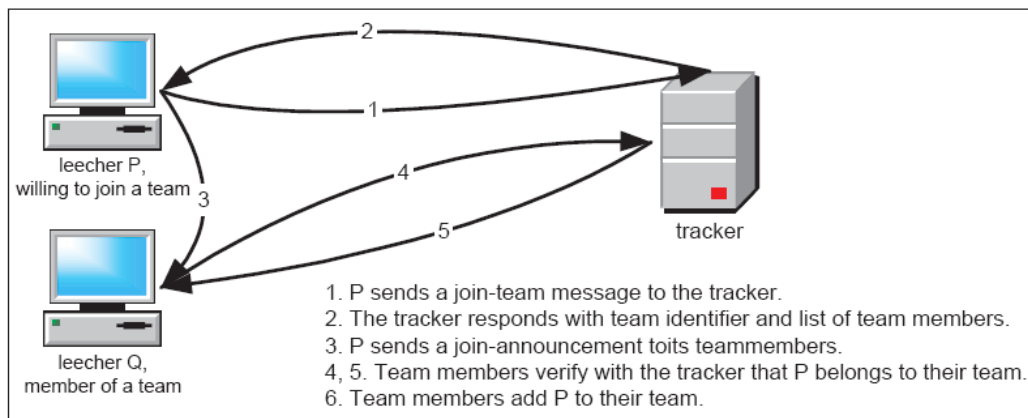 2
1
leecher P,
willing to join a team
3
4
5
tracker
leecher Q,
member of a team
1. P sends a join-team message to the tracker.
2. The tracker responds with team identifier and list of team members.
3. P sends a join-announcement toits teammembers.
4, 5. Team members verify with the tracker that P belongs to their team.
6. Team members add P to their team.